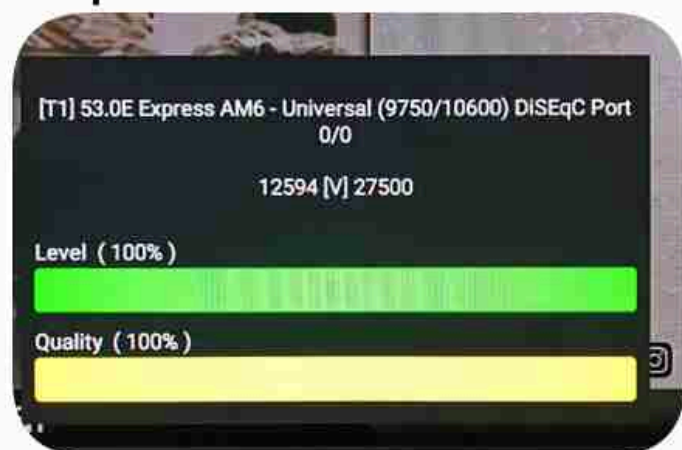 [T1] 53.0E Express AM6 - Universal (9750/10600) DiSEqC Port
0/0
12594 [V] 27500
Level ( 100% )
Quality ( 100% )